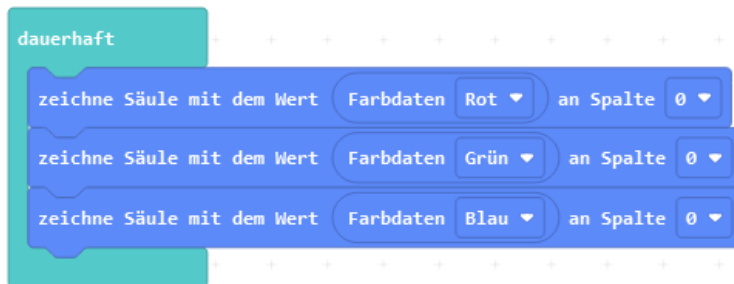 dauerhaft
zeichne Säule mit dem Wert Farbdaten Rot an Spalte 0
zeichne Säule mit dem Wert Farbdaten Grün an Spalte 0
zeichne Säule mit dem Wert Farbdaten Blau an Spalte 0